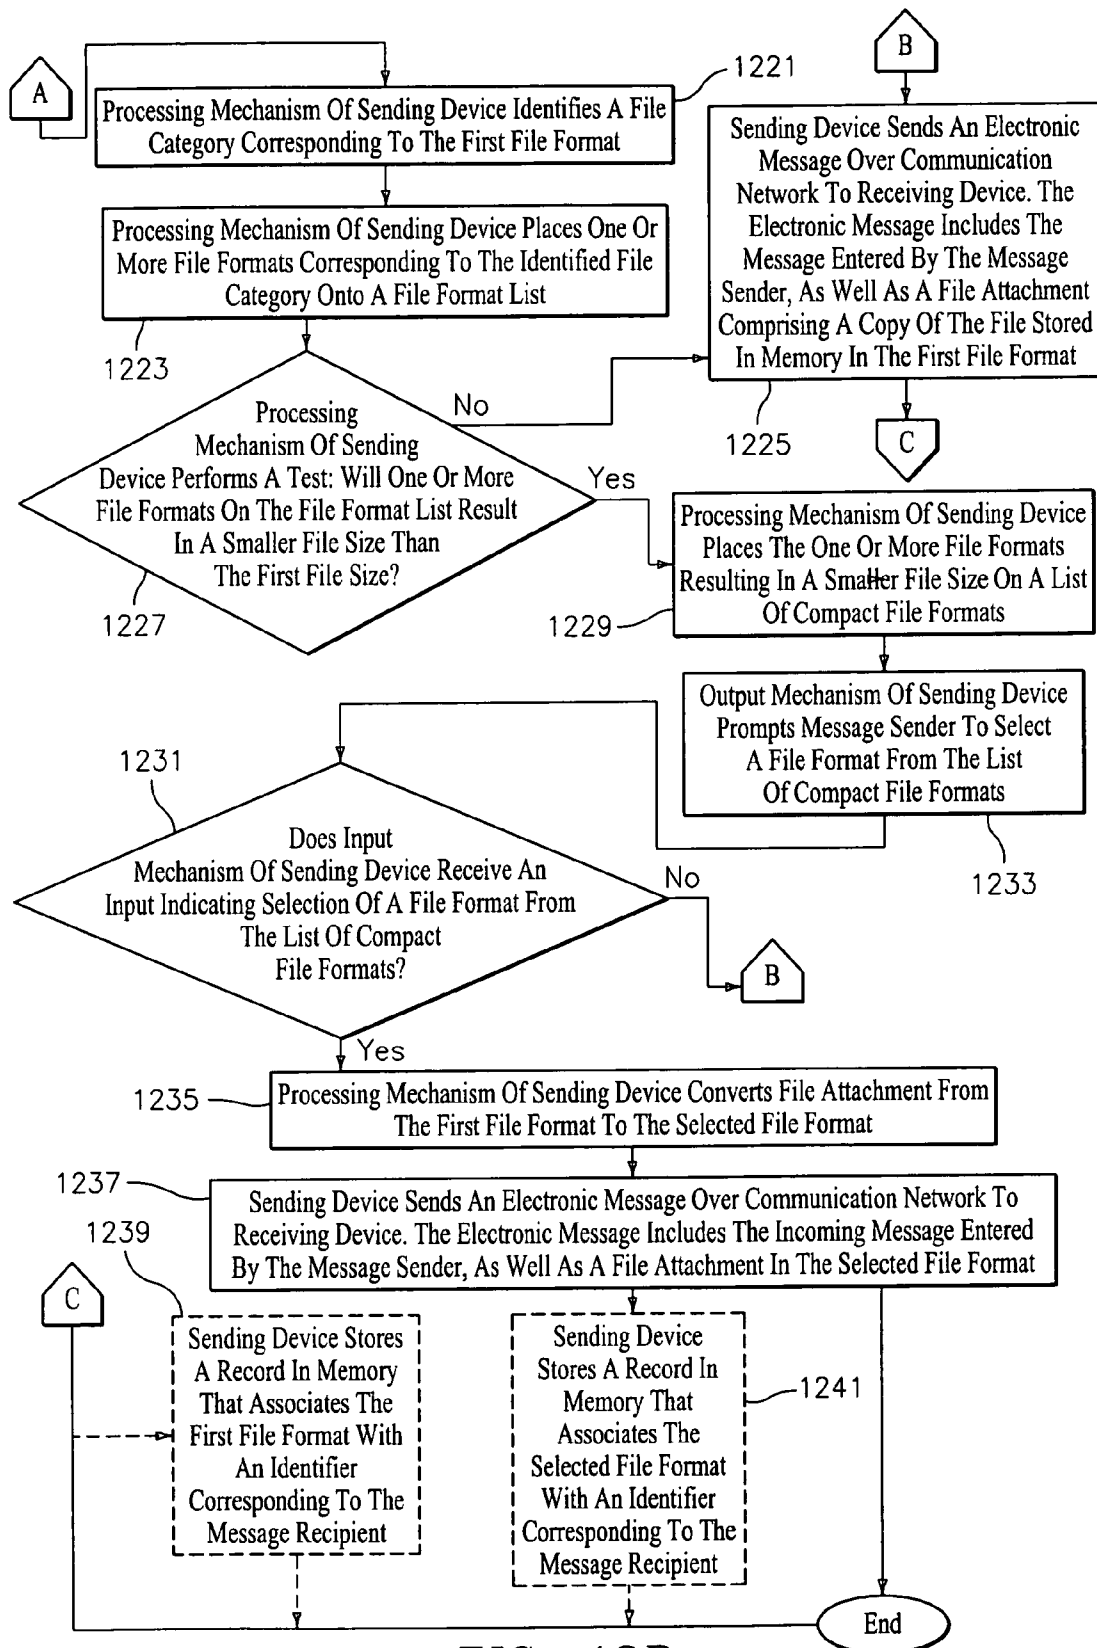 A
B
1221
Processing Mechanism Of Sending Device Identifies A File
Category Corresponding To The First File Format
Sending Device Sends An Electronic
Message Over Communication
Network To Receiving Device. The
Electronic Message Includes The
Message Entered By The Message
Sender, As Well As A File Attachment
Comprising A Copy Of The File Stored
In Memory In The First File Format
Processing Mechanism Of Sending Device Places One Or
More File Formats Corresponding To The Identified File
Category Onto A File Format List
1223
1225
C
Processing
Mechanism Of Sending
Device Performs A Test: Will One Or More
File Formats On The File Format List Result
In A Smaller File Size Than
The First File Size?
No
Yes
1227
Processing Mechanism Of Sending Device
Places The One Or More File Formats
Resulting In A Smaller File Size On A List
Of Compact File Formats
1229
Output Mechanism Of Sending Device
Prompts Message Sender To Select
A File Format From The List
Of Compact File Formats
1233
1231
Does Input
Mechanism Of Sending Device Receive An
Input Indicating Selection Of A File Format From
The List Of Compact
File Formats?
No
B
Yes
1235
Processing Mechanism Of Sending Device Converts File Attachment From
The First File Format To The Selected File Format
1237
Sending Device Sends An Electronic Message Over Communication Network To
Receiving Device. The Electronic Message Includes The Incoming Message Entered
By The Message Sender, As Well As A File Attachment In The Selected File Format
1239
C
Sending Device Stores
A Record In Memory
That Associates The
First File Format With
An Identifier
Corresponding To The
Message Recipient
Sending Device
Stores A Record In
Memory That
Associates The
Selected File Format
With An Identifier
Corresponding To The
Message Recipient
1241
End